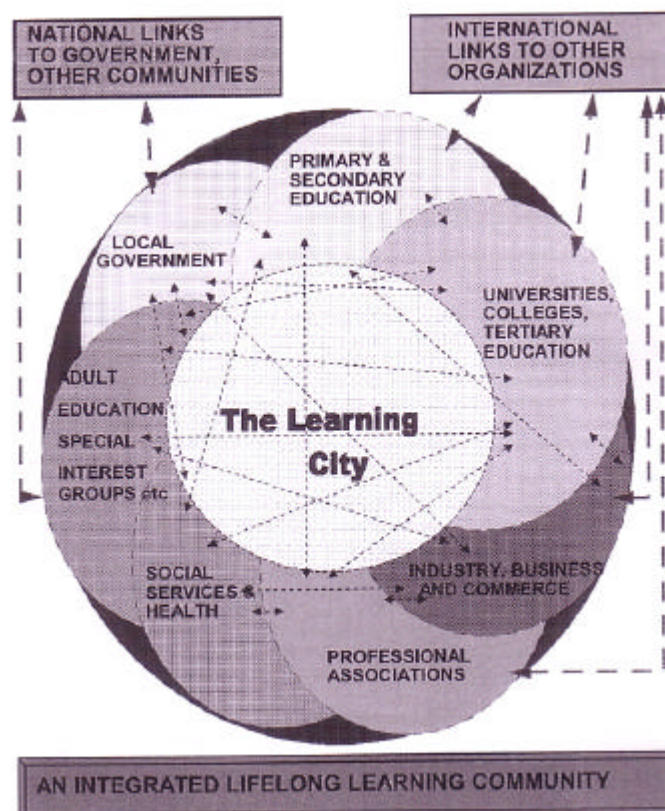 NATIONAL LINKS
TO GOVERNMENT,
OTHER COMMUNITIES
INTERNATIONAL
LINKS TO OTHER
ORGANIZATIONS
PRIMARY &
SECONDARY
EDUCATION
LOCAL
GOVERNMENT
UNIVERSITIES,
COLLEGES,
TERTIARY
EDUCATION
ADULT
EDUCATION
SPECIAL
INTEREST
GROUPS etc
The Learning
City
SOCIAL
SERVICES &
HEALTH
INDUSTRY, BUSINESS
AND COMMERCE
PROFESSIONAL
ASSOCIATIONS
AN INTEGRATED LIFELONG LEARNING COMMUNITY